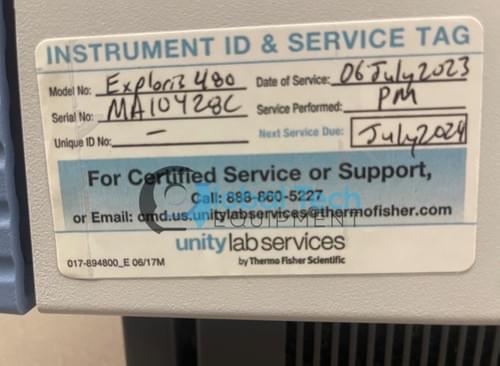 INSTRUMENT ID & SERVICE TAG
Model No: Exploris 480 Date of Service: 06 July 2023
Serial No: MA10428C Service Performed: PM
Unique ID No: — Next Service Due: July 2024
For Certified Service or Support,
Call: 888-860-5227
or Email: cmd.us.unitylabservices@thermofisher.com
EQUIPMENT
unity lab services
017-894800_E 06/17M by Thermo Fisher Scientific